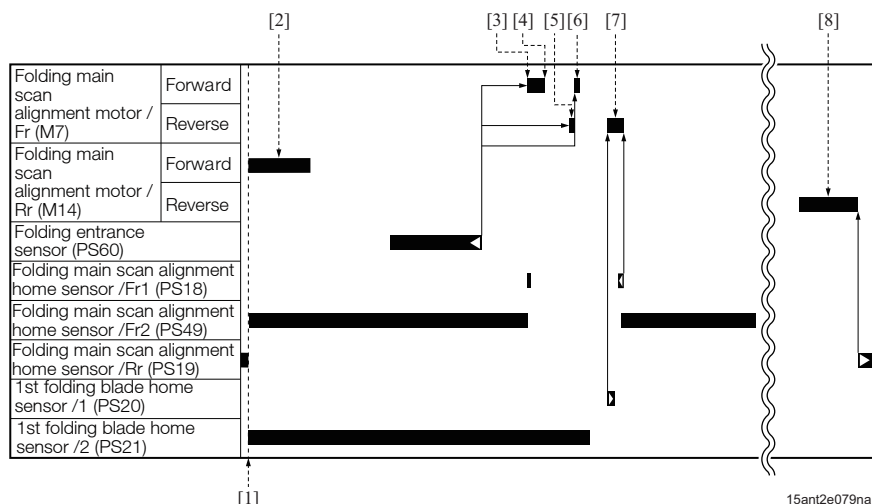 [2] [3] [4] [5] [6] [7] [8]
Folding main
scan
alignment motor /
Fr (M7)
Forward
Reverse
Folding main
scan
alignment motor /
Rr (M14)
Forward
Reverse
Folding entrance
sensor (PS60)
Folding main scan alignment
home sensor /Fr1 (PS18)
Folding main scan alignment
home sensor /Fr2 (PS49)
Folding main scan alignment
home sensor /Rr (PS19)
1st folding blade home
sensor /1 (PS20)
1st folding blade home
sensor /2 (PS21)
[1]
15ant2e079na